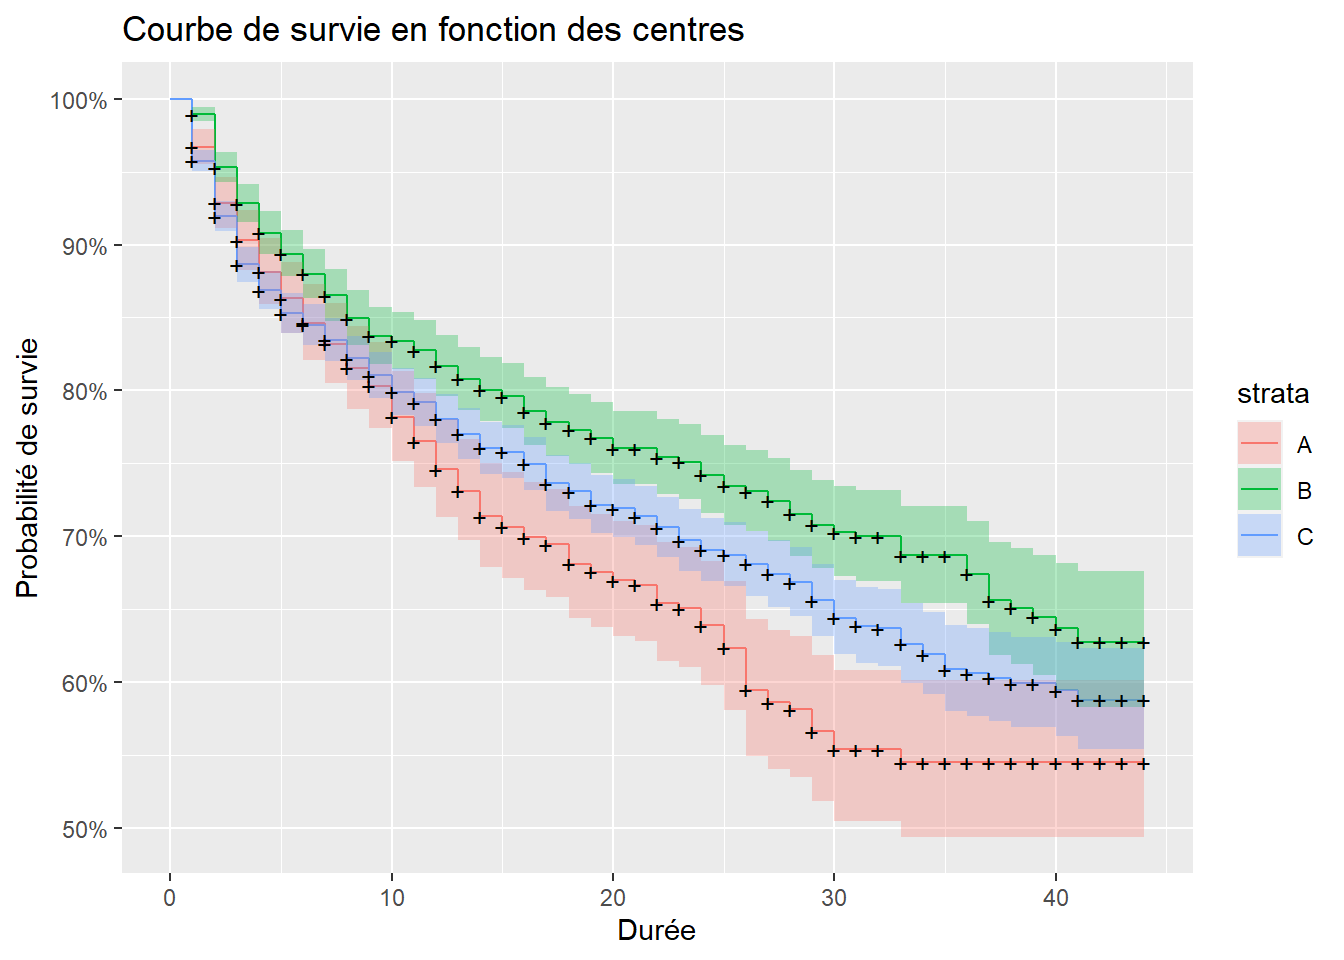 Courbe de survie en fonction des centres
Probabilité de survie
100%
90%
80%
70%
60%
50%
0
10
20
30
40
Durée
strata
A
B
C